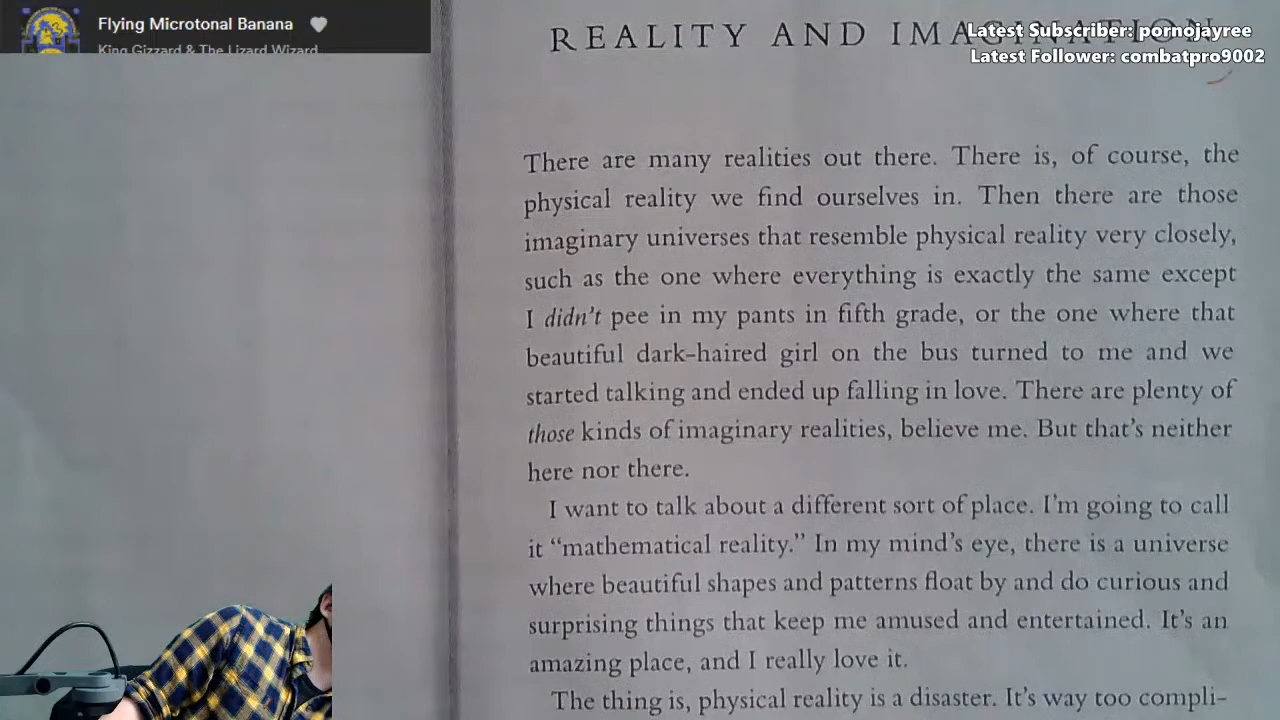 Flying Microtonal Banana
King Gizzard & The Lizard Wizard
REALITY AND IMAGINATION
Latest Subscriber: pornojayree
Latest Follower: combatpro9002
There are many realities out there. There is, of course, the
physical reality we find ourselves in. Then there are those
imaginary universes that resemble physical reality very closely,
such as the one where everything is exactly the same except
I didn't pee in my pants in fifth grade, or the one where that
beautiful dark-haired girl on the bus turned to me and we
started talking and ended up falling in love. There are plenty of
those kinds of imaginary realities, believe me. But that's neither
here nor there.
I want to talk about a different sort of place. I'm going to call
it "mathematical reality." In my mind's eye, there is a universe
where beautiful shapes and patterns float by and do curious and
surprising things that keep me amused and entertained. It's an
amazing place, and I really love it.
The thing is, physical reality is a disaster. It's way too compli-